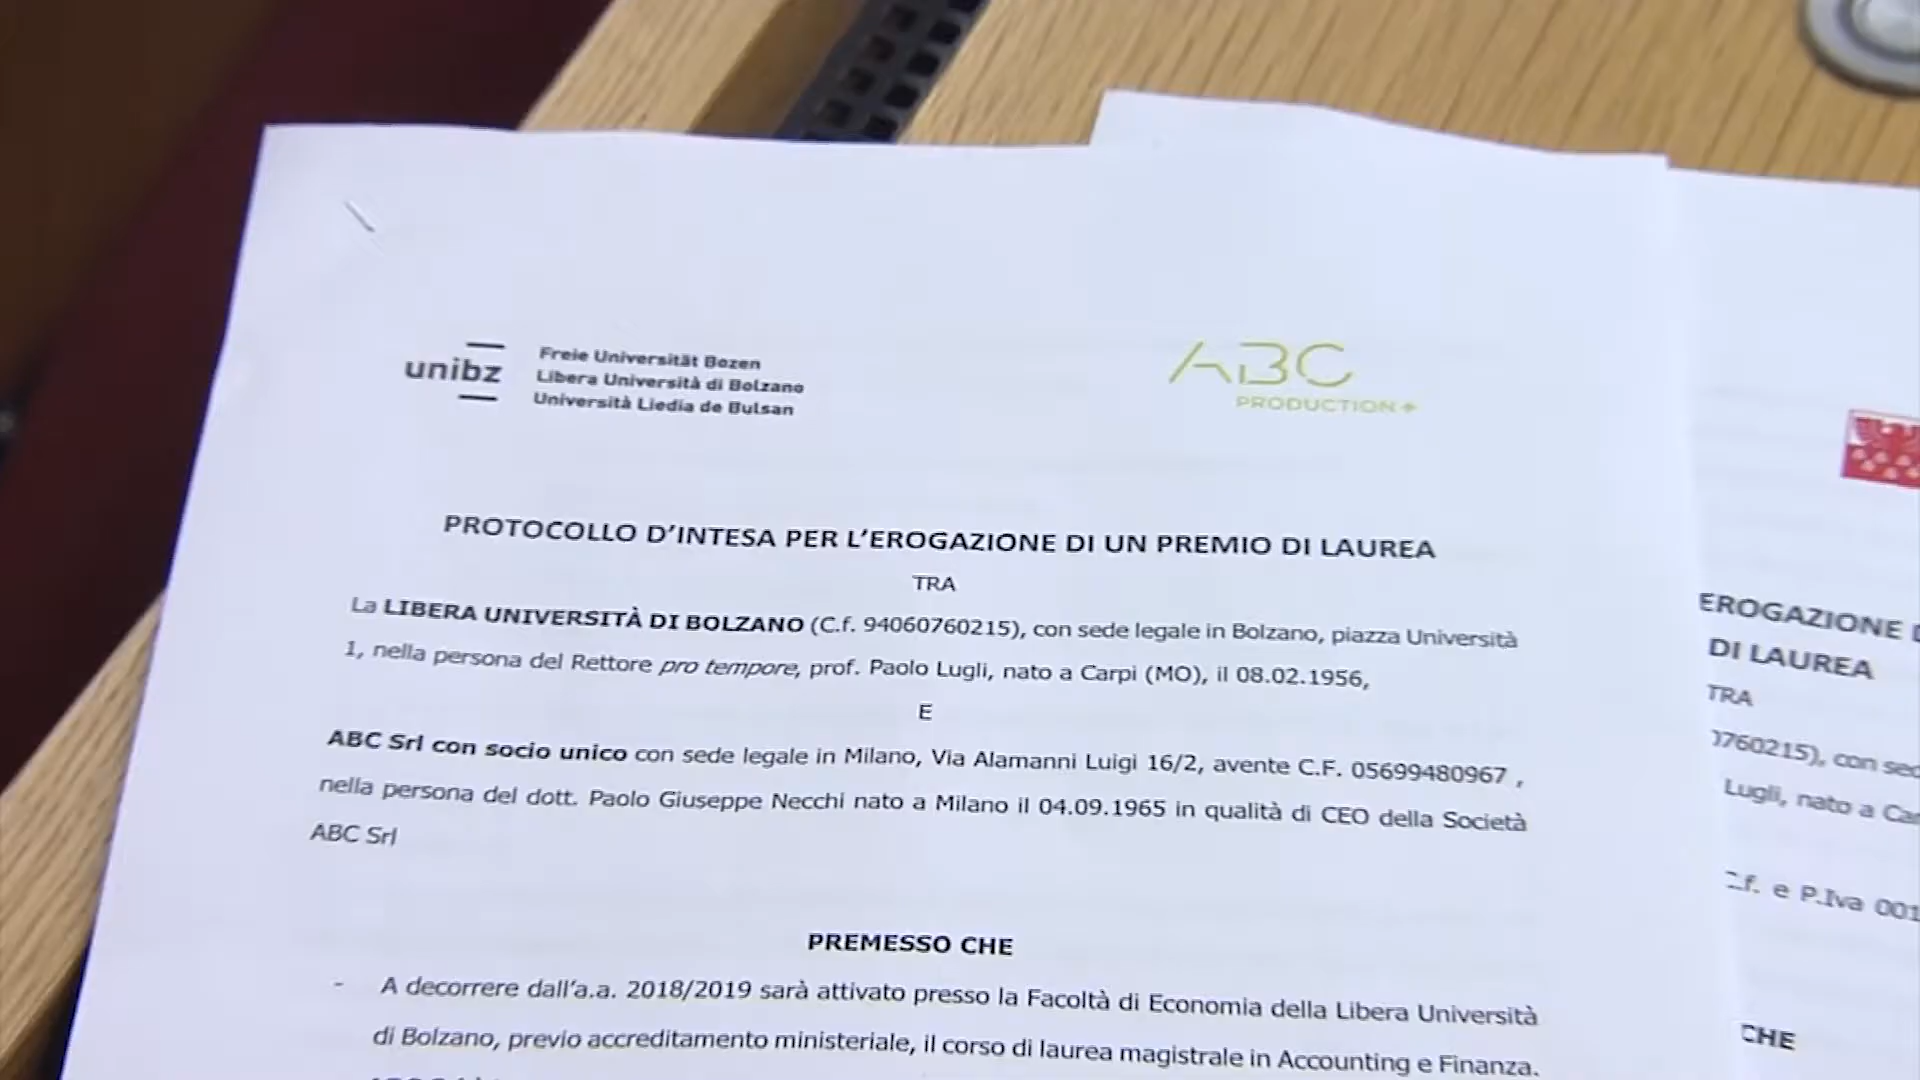 unibz
Freie Universität Bozen
Libera Università di Bolzano
Università Liedia de Bulsan
ABC
PRODUCTION+
PROTOCOLLO D'INTESA PER L'EROGAZIONE DI UN PREMIO DI LAUREA
TRA
La LIBERA UNIVERSITÀ DI BOLZANO (C.f. 94060760215), con sede legale in Bolzano, piazza Università
1, nella persona del Rettore pro tempore, prof. Paolo Lugli, nato a Carpi (MO), il 08.02.1956,
E
ABC Srl con socio unico con sede legale in Milano, Via Alamanni Luigi 16/2, avente C.F. 05699480967 ,
nella persona del dott. Paolo Giuseppe Necchi nato a Milano il 04.09.1965 in qualità di CEO della Società
ABC Srl
PREMESSO CHE
- A decorrere dall'a.a. 2018/2019 sarà attivato presso la Facoltà di Economia della Libera Università
di Bolzano, previo accreditamento ministeriale, il corso di laurea magistrale in Accounting e Finanza.
EROGAZIONE
DI LAUREA
TRA
0760215), con sed
Lugli, nato a Car
C.f. e P.Iva 001
CHE